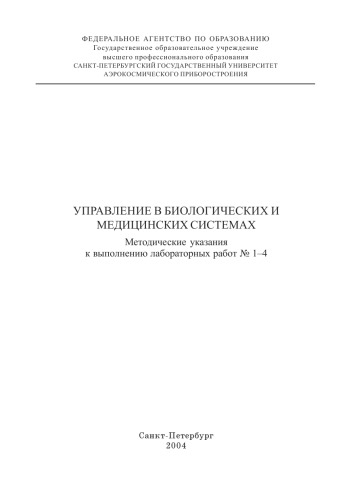 ФЕДЕРАЛЬНОЕ АГЕНТСТВО ПО ОБРАЗОВАНИЮ
Государственное образовательное учреждение
высшего профессионального образования
САНКТ-ПЕТЕРБУРГСКИЙ ГОСУДАРСТВЕННЫЙ УНИВЕРСИТЕТ
АЭРОКОСМИЧЕСКОГО ПРИБОРОСТРОЕНИЯ
УПРАВЛЕНИЕ В БИОЛОГИЧЕСКИХ И
МЕДИЦИНСКИХ СИСТЕМАХ
Методические указания
к выполнению лабораторных работ № 1–4
Санкт-Петербург
2004